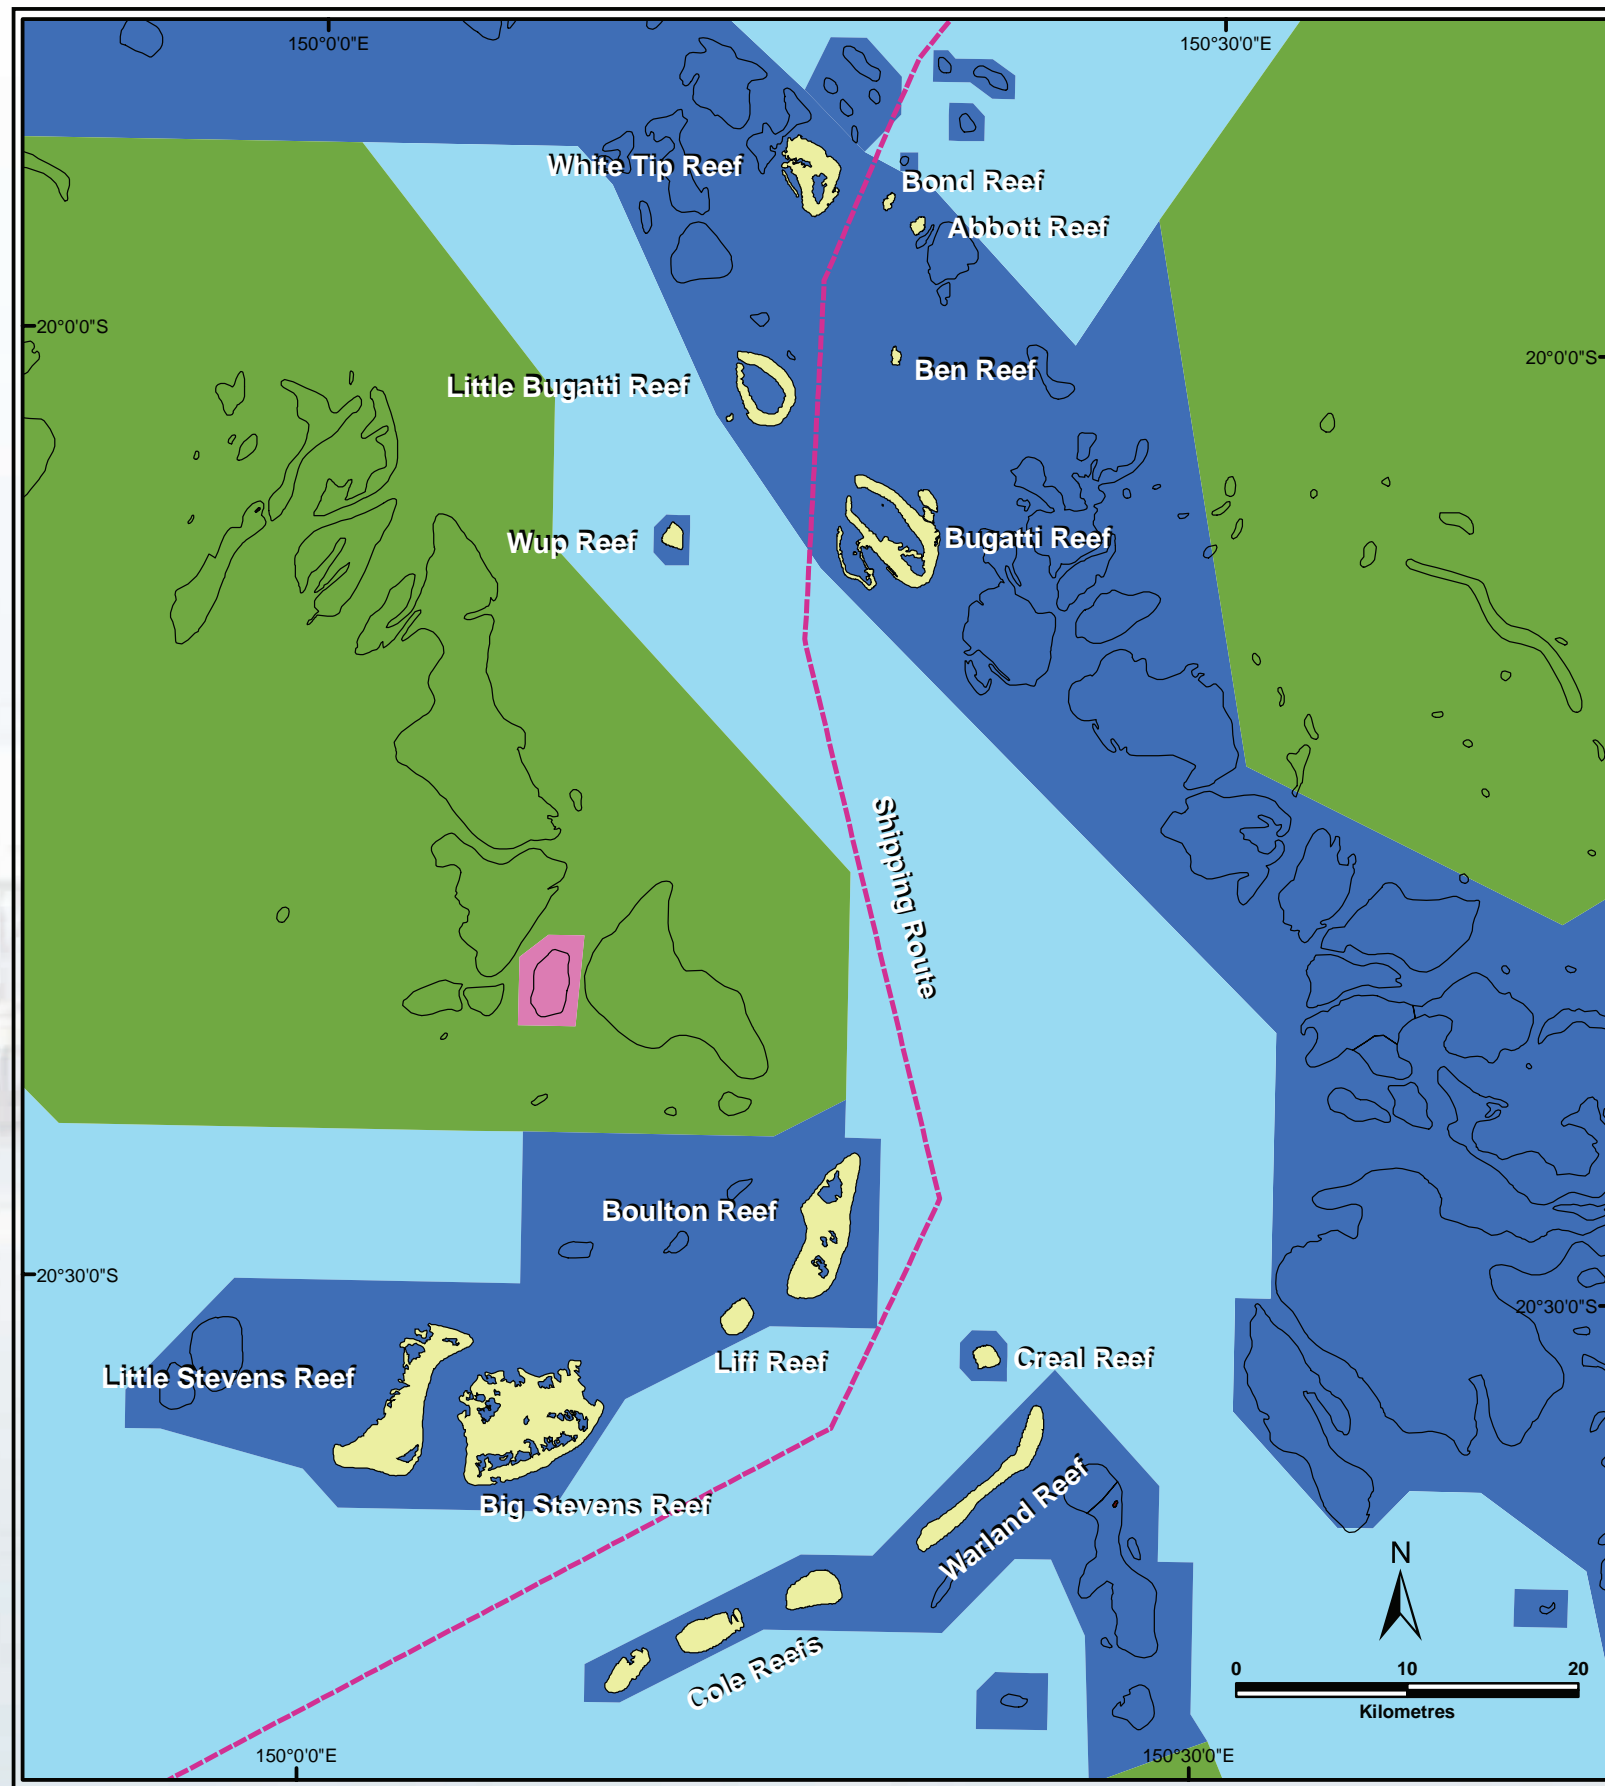 150°0'0"E
150°30'0"E
White Tip Reef
Bond Reef
Abbott Reef
20°0'0"S
20°0'0"S
Ben Reef
Little Bugatti Reef
Wup Reef
Bugatti Reef
Shipping Route
Boulton Reef
20°30'0"S
20°30'0"S
Liff Reef
Creal Reef
Little Stevens Reef
Big Stevens Reef
Warland Reef
Cole Reefs
N
0 10 20
Kilometres
150°0'0"E
150°30'0"E